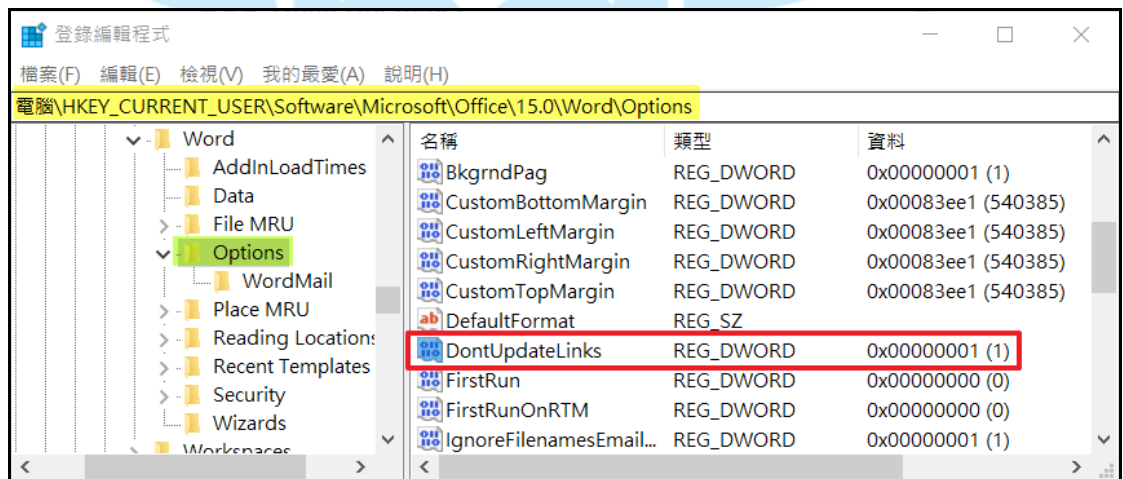 登錄編輯程式
檔案(F) 編輯(E) 檢視(V) 我的最愛(A) 說明(H)
電腦\HKEY_CURRENT_USER\Software\Microsoft\Office\15.0\Word\Options
Word
AddInLoadTimes
Data
File MRU
Options
WordMail
Place MRU
Reading Locations
Recent Templates
Security
Wizards
Workspaces
名稱 類型 資料
BkgrndPag REG_DWORD 0x00000001 (1)
CustomBottomMargin REG_DWORD 0x00083ee1 (540385)
CustomLeftMargin REG_DWORD 0x00083ee1 (540385)
CustomRightMargin REG_DWORD 0x00083ee1 (540385)
CustomTopMargin REG_DWORD 0x00083ee1 (540385)
DefaultFormat REG_SZ
DontUpdateLinks REG_DWORD 0x00000001 (1)
FirstRun REG_DWORD 0x00000000 (0)
FirstRunOnRTM REG_DWORD 0x00000000 (0)
IgnoreFilenamesEmail... REG_DWORD 0x00000001 (1)